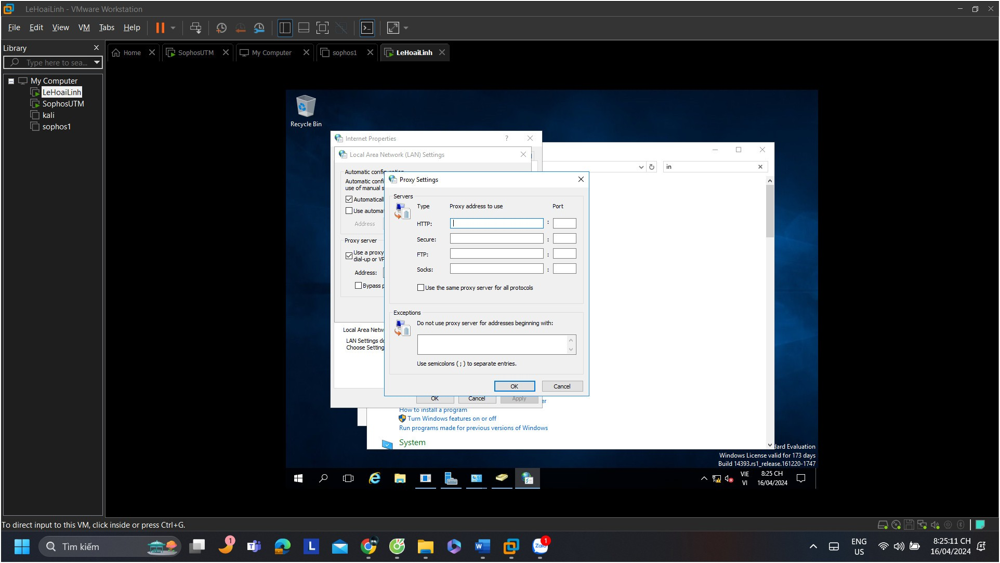 LeHoaiLinh - VMware Workstation
File Edit View VM Tabs Help
Library
Type here to sea...
My Computer
LeHoaiLinh
SophosUTM
kali
sophos1
Home
SophosUTM
My Computer
sophos1
LeHoaiLinh
Recycle Bin
Internet Properties
?
Local Area Network (LAN) Settings
in
Automatic configuration
Automatic confi
use of manual s
Automaticall
Use automa
Address
Proxy server
Use a proxy
dial-up or VP
Address:
Bypass p
Local Area Netw
LAN Settings do
Choose Setting
OK
Cancel
Apply
Proxy Settings
Servers
Type Proxy address to use Port
HTTP: :
Secure: :
FTP: :
Socks: :
Use the same proxy server for all protocols
Exceptions
Do not use proxy server for addresses beginning with:
Use semicolons ( ; ) to separate entries.
OK
Cancel
er
How to install a program
Turn Windows features on or off
Run programs made for previous versions of Windows
System
dard Evaluation
Windows License valid for 173 days
Build 14393.rs1_release.161220-1747
VIE
VI
8:25 CH
16/04/2024
To direct input to this VM, click inside or press Ctrl+G.
Tìm kiếm
1
L
W
Zalo
1
ENG
US
8:25:11 CH
16/04/2024